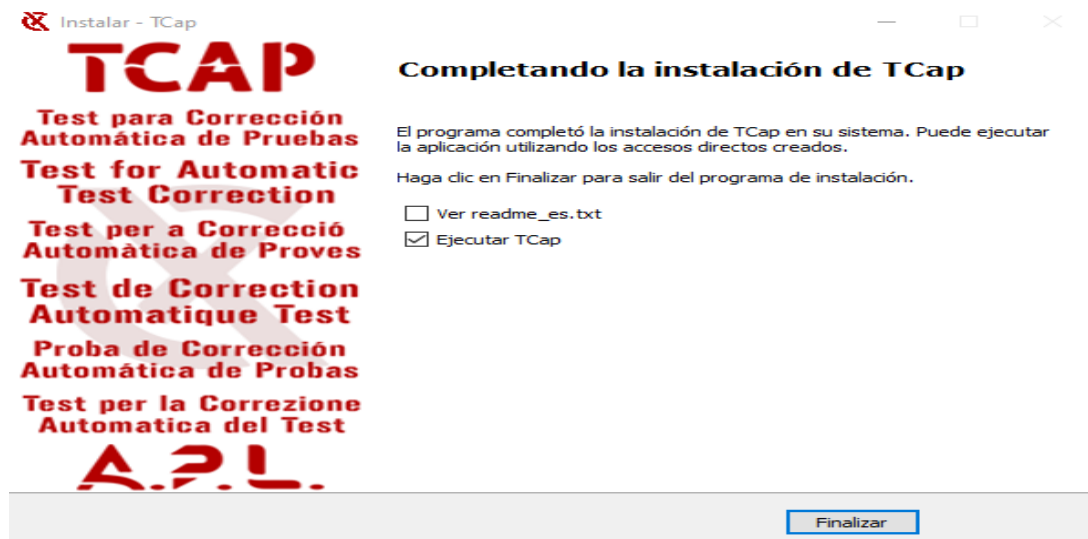 Instalar - TCap
TCAP
Test para Corrección
Automática de Pruebas
Test for Automatic
Test Correction
Test per a Correcció
Automàtica de Proves
Test de Correction
Automatique Test
Proba de Corrección
Automática de Probas
Test per la Correzione
Automatica del Test
A.P.L.
Completando la instalación de TCap
El programa completó la instalación de TCap en su sistema. Puede ejecutar
la aplicación utilizando los accesos directos creados.
Haga clic en Finalizar para salir del programa de instalación.
Ver readme_es.txt
Ejecutar TCap
Finalizar